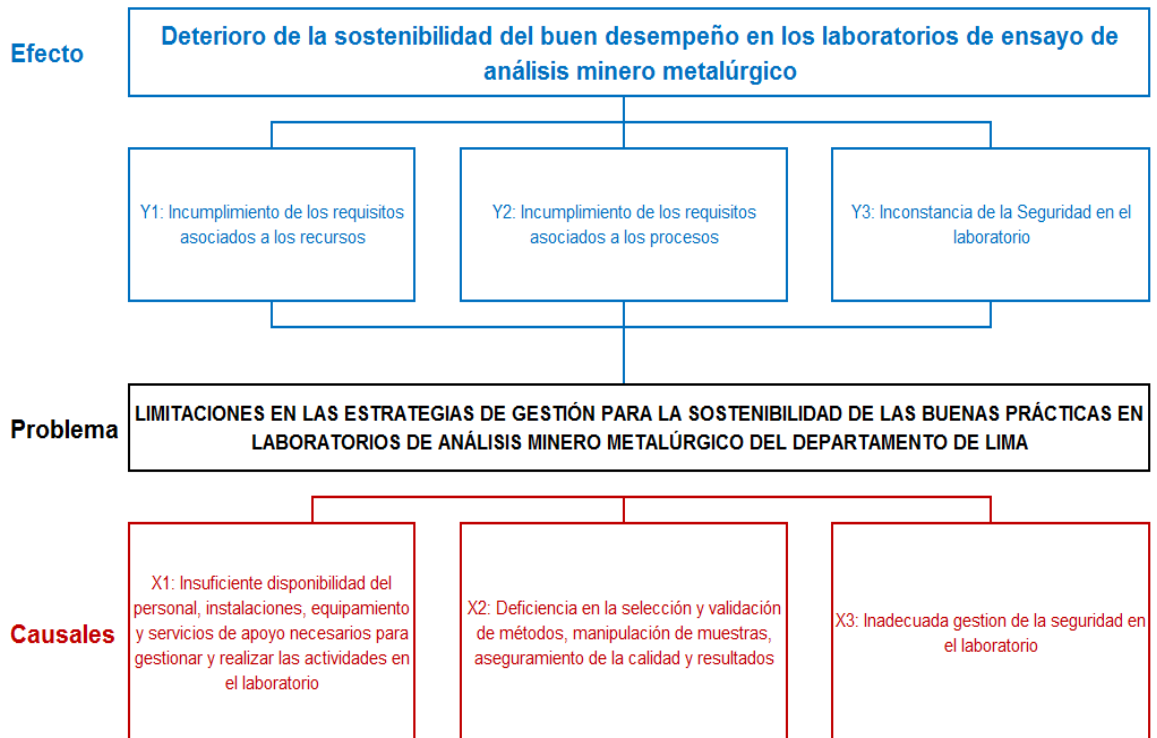 Efecto
Deterioro de la sostenibilidad del buen desempeño en los laboratorios de ensayo de
análisis minero metalúrgico
Y1: Incumplimiento de los requisitos
asociados a los recursos
Y2: Incumplimiento de los requisitos
asociados a los procesos
Y3: Inconstancia de la Seguridad en el
laboratorio
Problema
LIMITACIONES EN LAS ESTRATEGIAS DE GESTIÓN PARA LA SOSTENIBILIDAD DE LAS BUENAS PRÁCTICAS EN
LABORATORIOS DE ANÁLISIS MINERO METALÚRGICO DEL DEPARTAMENTO DE LIMA
Causales
X1: Insuficiente disponibilidad del
personal, instalaciones, equipamiento
y servicios de apoyo necesarios para
gestionar y realizar las actividades en
el laboratorio
X2: Deficiencia en la selección y validación
de métodos, manipulación de muestras,
aseguramiento de la calidad y resultados
X3: Inadecuada gestion de la seguridad en
el laboratorio